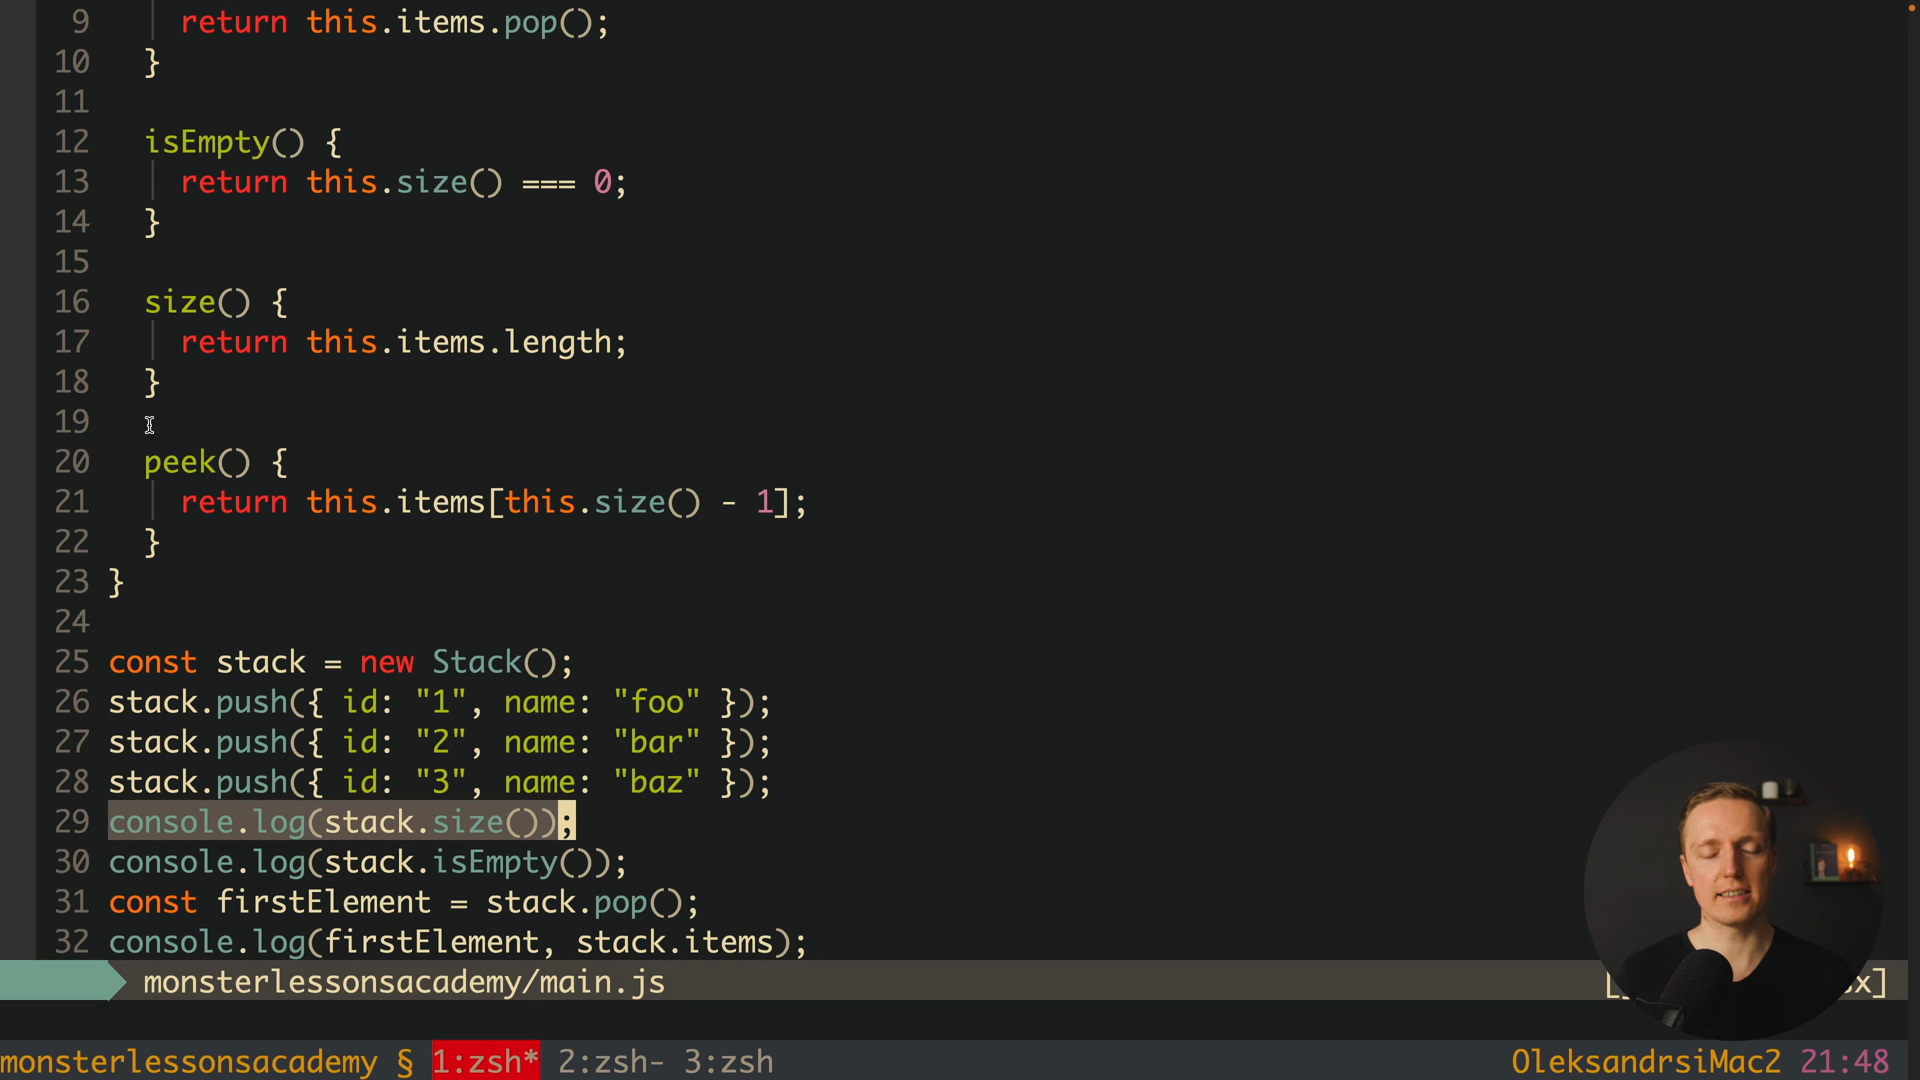 9 return this.items.pop();
10 }
11
12 isEmpty() {
13 return this.size() === 0;
14 }
15
16 size() {
17 return this.items.length;
18 }
19
20 peek() {
21 return this.items[this.size() - 1];
22 }
23 }
24
25 const stack = new Stack();
26 stack.push({ id: "1", name: "foo" });
27 stack.push({ id: "2", name: "bar" });
28 stack.push({ id: "3", name: "baz" });
29 console.log(stack.size());
30 console.log(stack.isEmpty());
31 const firstElement = stack.pop();
32 console.log(firstElement, stack.items);
monsterlessonsacademy/main.js
monsterlessonsacademy § 1:zsh* 2:zsh- 3:zsh OleksandrsiMac2 21:48